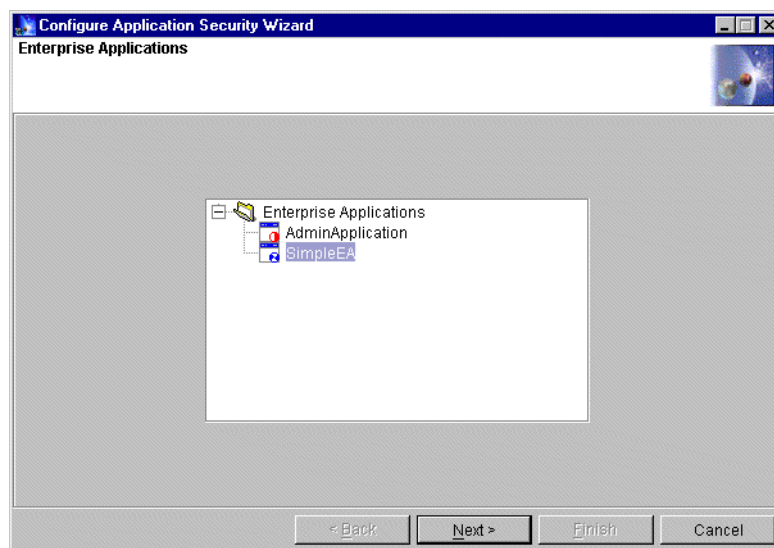 Configure Application Security Wizard
Enterprise Applications
Enterprise Applications
AdminApplication
SimpleEA
< Back Next > Finish Cancel